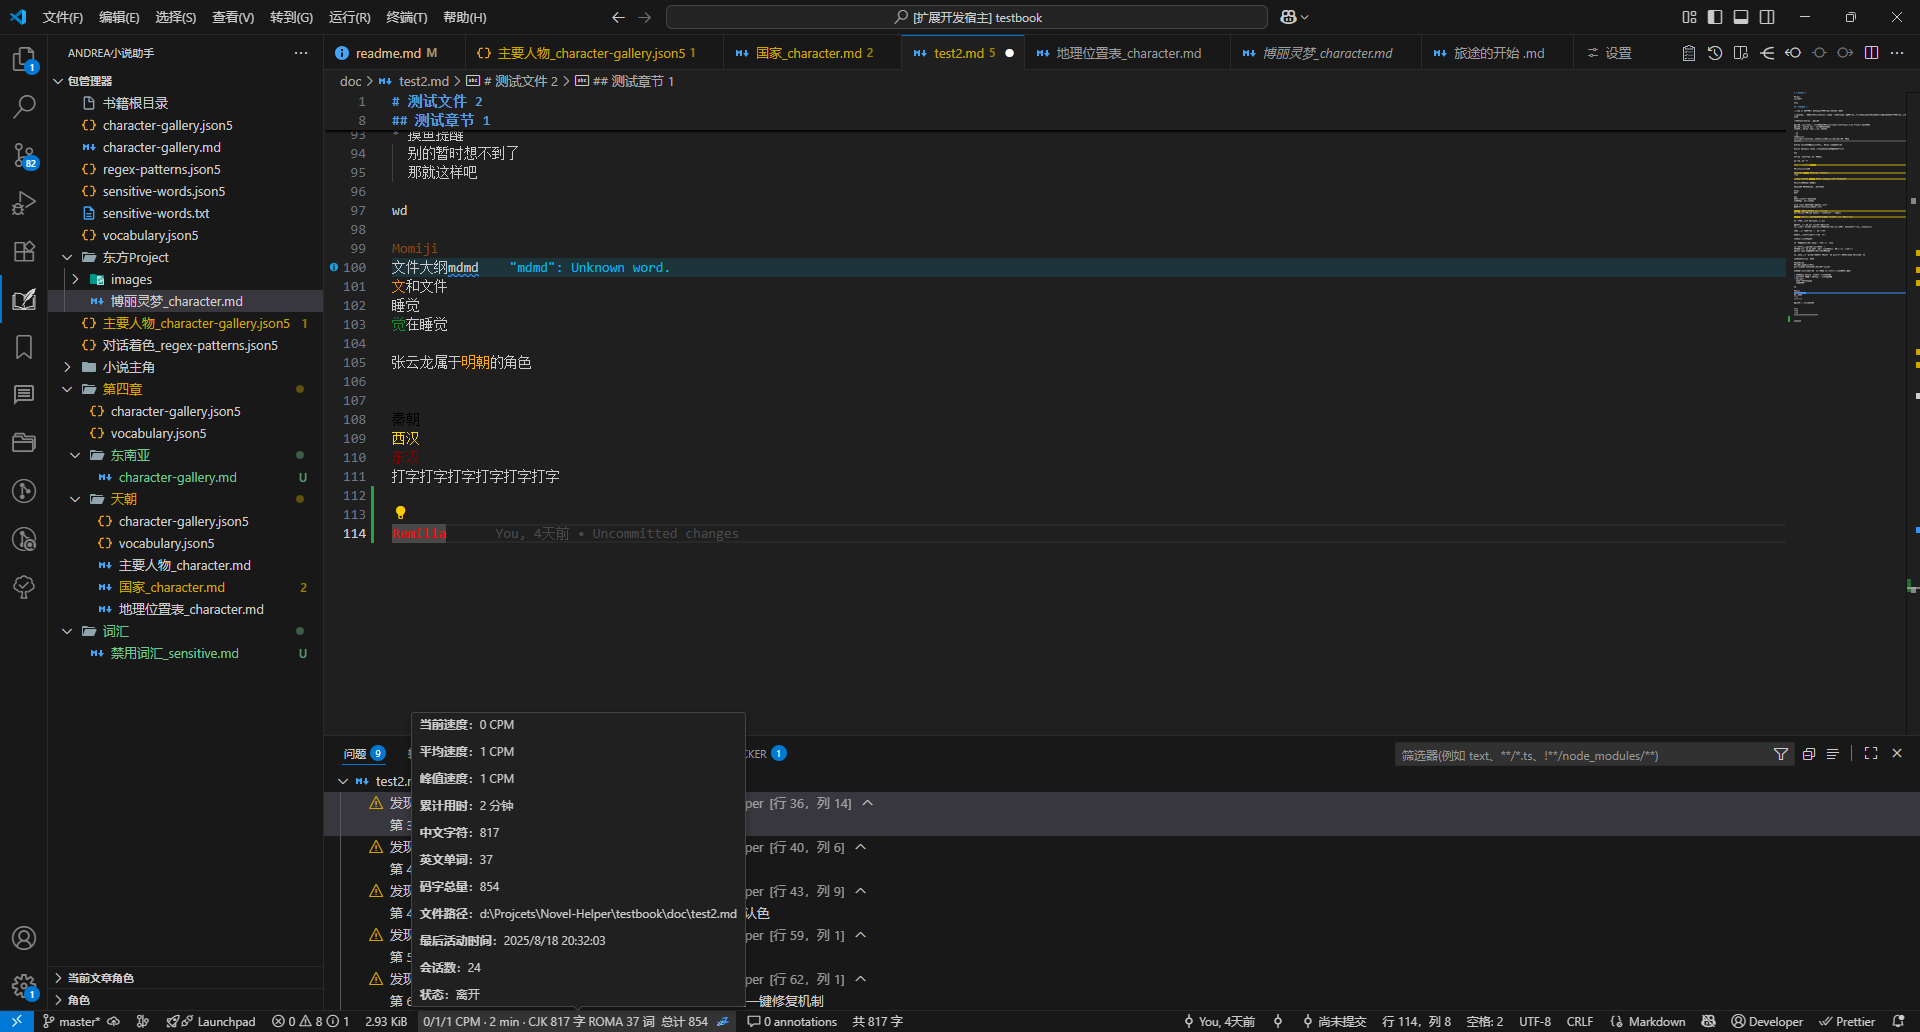 文件(F) 编辑(E) 选择(S) 查看(V) 转到(G) 运行(R) 终端(T) 帮助(H)
[扩展开发宿主] testbook
ANDREA小说助手
readme.md M
主要人物_character-gallery.json5 1
国家_character.md 2
test2.md 5
地理位置表_character.md
博丽灵梦_character.md
旅途的开始 .md
设置
doc > test2.md > # 测试文件 2 > ## 测试章节 1
包管理器
书籍根目录
character-gallery.json5
character-gallery.md
regex-patterns.json5
sensitive-words.json5
sensitive-words.txt
vocabulary.json5
东方Project
images
博丽灵梦_character.md
主要人物_character-gallery.json5 1
对话着色_regex-patterns.json5
小说主角
第四章
character-gallery.json5
vocabulary.json5
东南亚
character-gallery.md U
天朝
character-gallery.json5
vocabulary.json5
主要人物_character.md
国家_character.md 2
地理位置表_character.md
词汇
禁用词汇_sensitive.md U
当前文章角色
角色
1 # 测试文件 2
8 ## 测试章节 1
93 * 摸鱼提醒
94 别的暂时想不到了
95 那就这样吧
96
97 wd
98
99 Momiji
100 文件大纲mdmd "mdmd": Unknown word.
101 文和文件
102 睡觉
103 觉在睡觉
104
105 张云龙属于明朝的角色
106
107
108 秦朝
109 西汉
110 东汉
111 打字打字打字打字打字打字
112
113
114 Remilia You, 4天前 • Uncommitted changes
问题 9
CKER 1
筛选器(例如 text、**/*.ts、!**/node_modules/**)
test2.r
发现
per [行 36，列 14]
第 3
发现
per [行 40，列 6]
第 4
发现
per [行 43，列 9]
第 4
认色
发现
per [行 59，列 1]
第 5
发现
per [行 62，列 1]
第 6
一键修复机制
当前速度：0 CPM
平均速度：1 CPM
峰值速度：1 CPM
累计用时：2 分钟
中文字符：817
英文单词：37
码字总量：854
文件路径：d:\Projcets\Novel-Helper\testbook\doc\test2.md
最后活动时间：2025/8/18 20:32:03
会话数：24
状态：离开
1
82
1
master* Launchpad 0 8 1 2.93 KiB 0/1/1 CPM · 2 min · CJK 817 字 ROMA 37 词 总计 854 0 annotations 共 817 字
You, 4天前 尚未提交 行 114，列 8 空格: 2 UTF-8 CRLF Markdown Developer Prettier